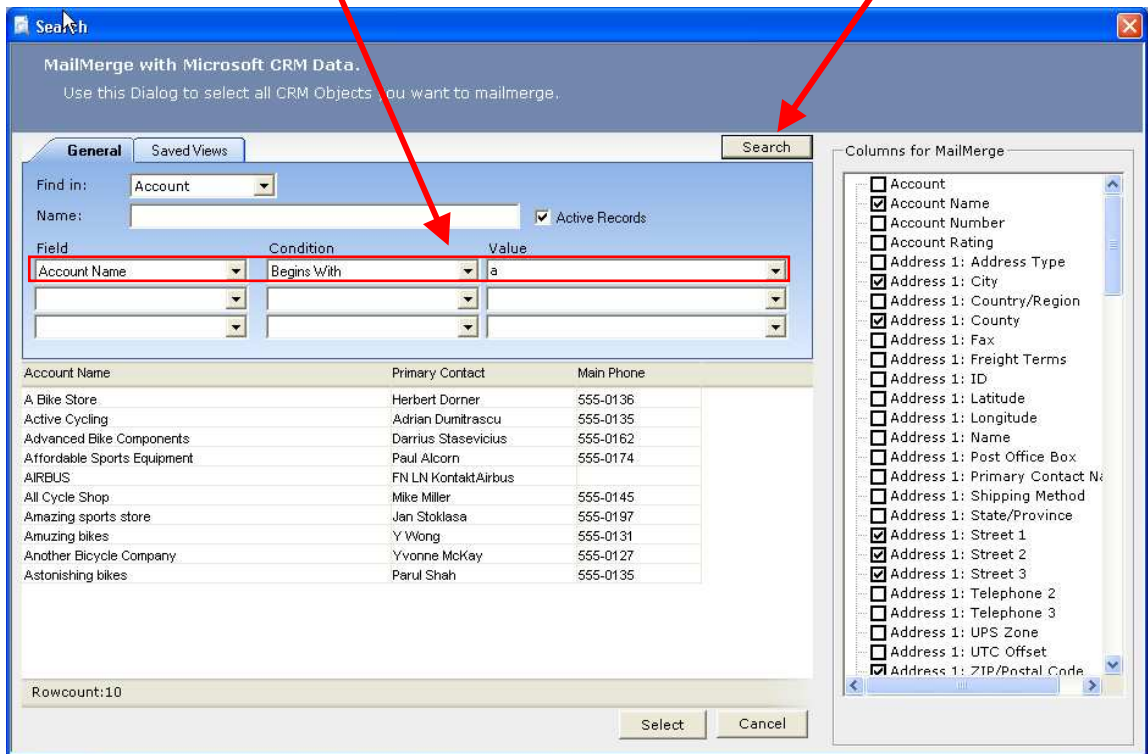 Search
MailMerge with Microsoft CRM Data.
Use this Dialog to select all CRM Objects you want to mailmerge.
General Saved Views Search
Find in: Account
Name: Active Records
Field Condition Value
Account Name Begins With a
Account Name Primary Contact Main Phone
A Bike Store Herbert Dorner 555-0136
Active Cycling Adrian Dumitrascu 555-0135
Advanced Bike Components Darrius Stasevicius 555-0162
Affordable Sports Equipment Paul Alcorn 555-0174
AIRBUS FN LN KontaktAirbus
All Cycle Shop Mike Miller 555-0145
Amazing sports store Jan Stoklasa 555-0197
Amuzing bikes Y Wong 555-0131
Another Bicycle Company Yvonne McKay 555-0127
Astonishing bikes Parul Shah 555-0135
Rowcount:10
Select Cancel
Columns for MailMerge
Account
Account Name
Account Number
Account Rating
Address 1: Address Type
Address 1: City
Address 1: Country/Region
Address 1: County
Address 1: Fax
Address 1: Freight Terms
Address 1: ID
Address 1: Latitude
Address 1: Longitude
Address 1: Name
Address 1: Post Office Box
Address 1: Primary Contact Na
Address 1: Shipping Method
Address 1: State/Province
Address 1: Street 1
Address 1: Street 2
Address 1: Street 3
Address 1: Telephone 2
Address 1: Telephone 3
Address 1: UPS Zone
Address 1: UTC Offset
Address 1: ZIP/Postal Code